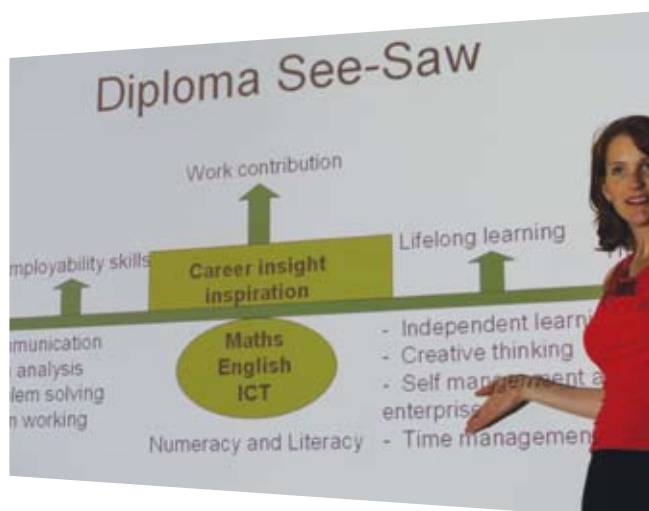 Diploma See-Saw
Work contribution
mployability skills
Lifelong learning
Career insight
inspiration
munication
analysis
lem solving
working
Maths
English
ICT
- Independent learni
- Creative thinking
- Self management a
enterprise
- Time managemen
Numeracy and Literacy